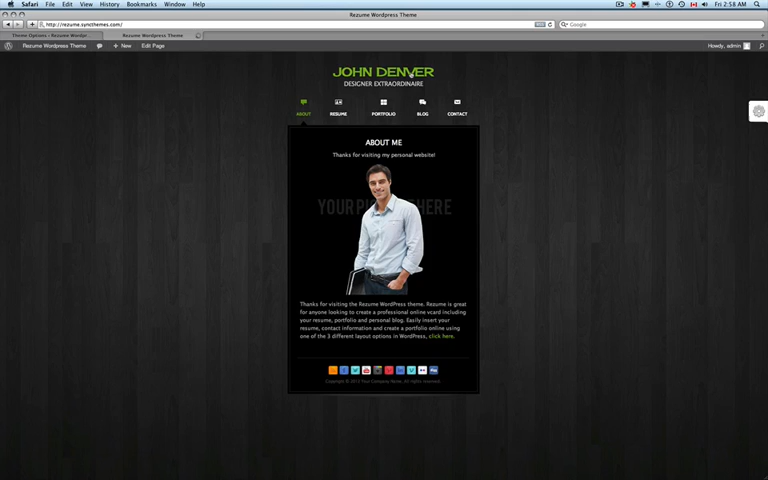 Safari File Edit View History Bookmarks Window Help
Fri 2:58 AM
Rezume Wordpress Theme
http://rezume.syncthemes.com/
Google
Theme Options ‹ Rezume Wordpr...
Rezume Wordpress Theme
Rezume Wordpress Theme
+ New Edit Page
Howdy, admin
JOHN DENVER
DESIGNER EXTRAORDINAIRE
ABOUT RESUME PORTFOLIO BLOG CONTACT
ABOUT ME
Thanks for visiting my personal website!
Thanks for visiting the Rezume WordPress theme. Rezume is great
for anyone looking to create a professional online vcard including
your resume, portfolio and personal blog. Easily insert your
resume, contact information and create a portfolio online using
one of the 3 different layout options in WordPress, click here.
Copyright © 2012 Your Company Name, All rights reserved.